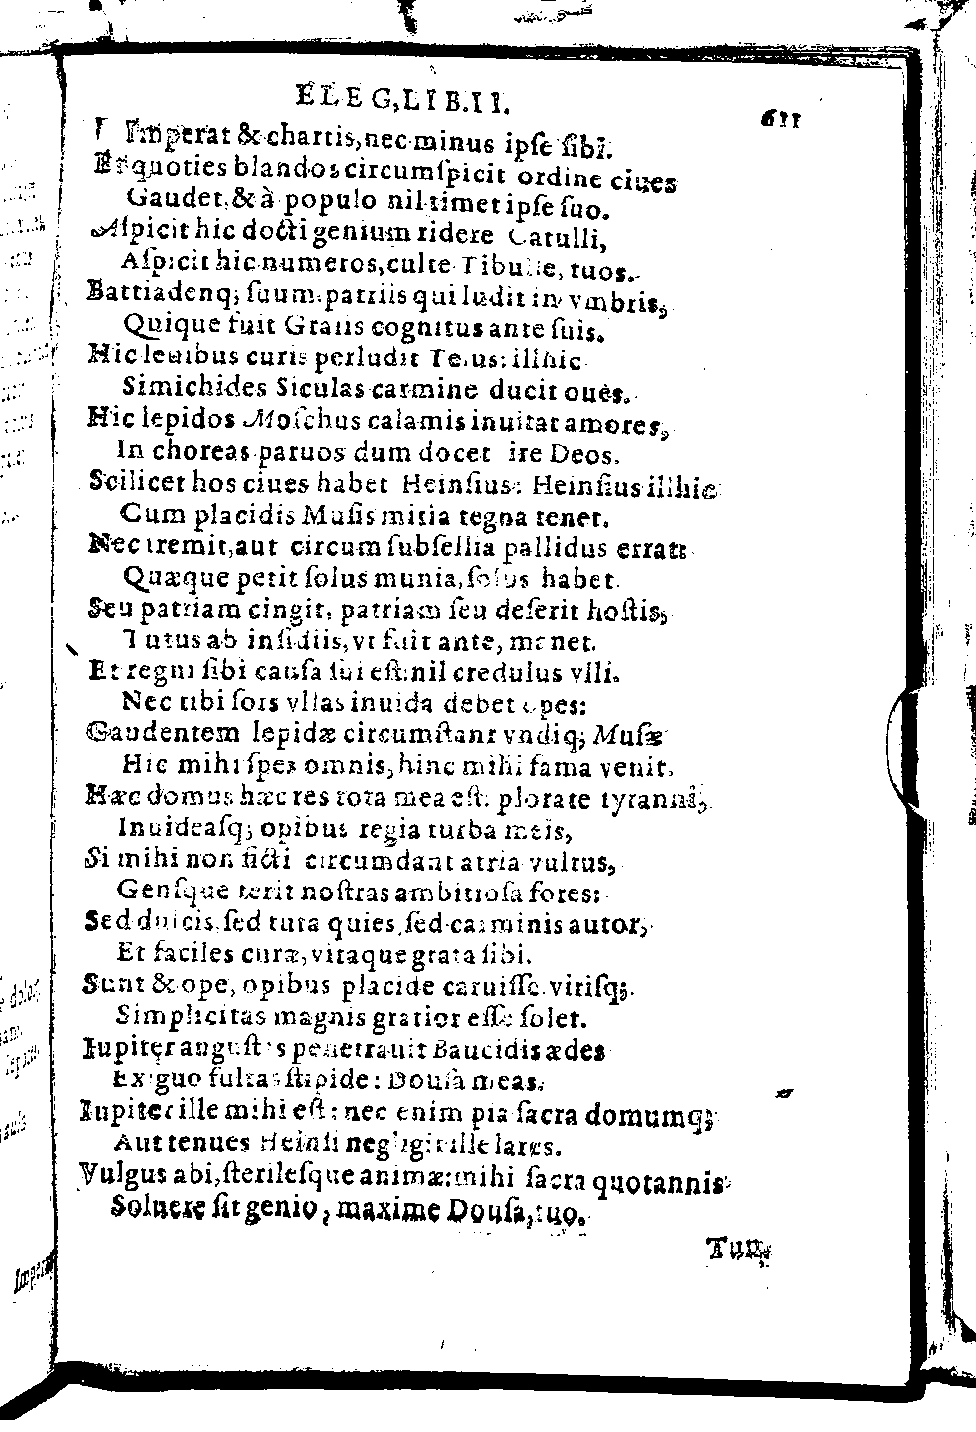 ELEG, LIB. II. 611
Imperat & chartis, nec minus ipſe ſibi.
Et quoties blandos circumſpicit ordine ciues
Gaudet, & à populo nil timet ipſe ſuo.
Aſpicit hic docti genium ridere Catulli,
Aſpicit hic numeros, culte Tibulle, tuos.
Battiadenq; ſuum, patriis qui ludit in vmbris,
Quique fuit Graiis cognitus ante ſuis.
Hic leuibus curis perludit Teius: illhic
Simichides Siculas carmine ducit oues.
Hic lepidos Moſchus calamis inuitat amores,
In choreas paruos dum docet ire Deos.
Scilicet hos ciues habet Heinſius: Heinſius illhic
Cum placidis Muſis mitia regna tenet.
Nec tremit, aut circum ſubſellia pallidus errat:
Quæque petit ſolus munia, ſolus habet.
Seu patriam cingit, patriam ſeu deſerit hoſtis,
Tutus ab inſidiis, vt fuit ante, manet.
Et regni ſibi cauſa ſui eſt: nil credulus vlli.
Nec tibi ſors vllas inuida debet opes:
Gaudentem lepidæ circumſtant vndiq; Muſæ
Hic mihi ſpes omnis, hinc mihi fama venit.
Hæc domus hæc res tota mea eſt. plorate tyranni,
Inuideaſq; opibus regia turba meis,
Si mihi non ficti circumdant atria vultus,
Genſque terit noſtras ambitioſa fores:
Sed dulcis, ſed tuta quies, ſed carminis autor,
Et faciles curæ, vitaque grata ſibi.
Sunt & ope, opibus placide caruiſſe viriſq;.
Simplicitas magnis gratior eſſe ſolet.
Iupiter anguſtas penetrauit Baucidis ædes
Exiguo fultas ſtipide: Douſa meas.
Iupiter ille mihi eſt: nec enim pia ſacra domumq;
Aut tenues Heinſi negligit ille lares.
Vulgus abi, ſterileſque animæ: mihi ſacra quotannis
Soluere ſit genio, maxime Douſa, tuo.